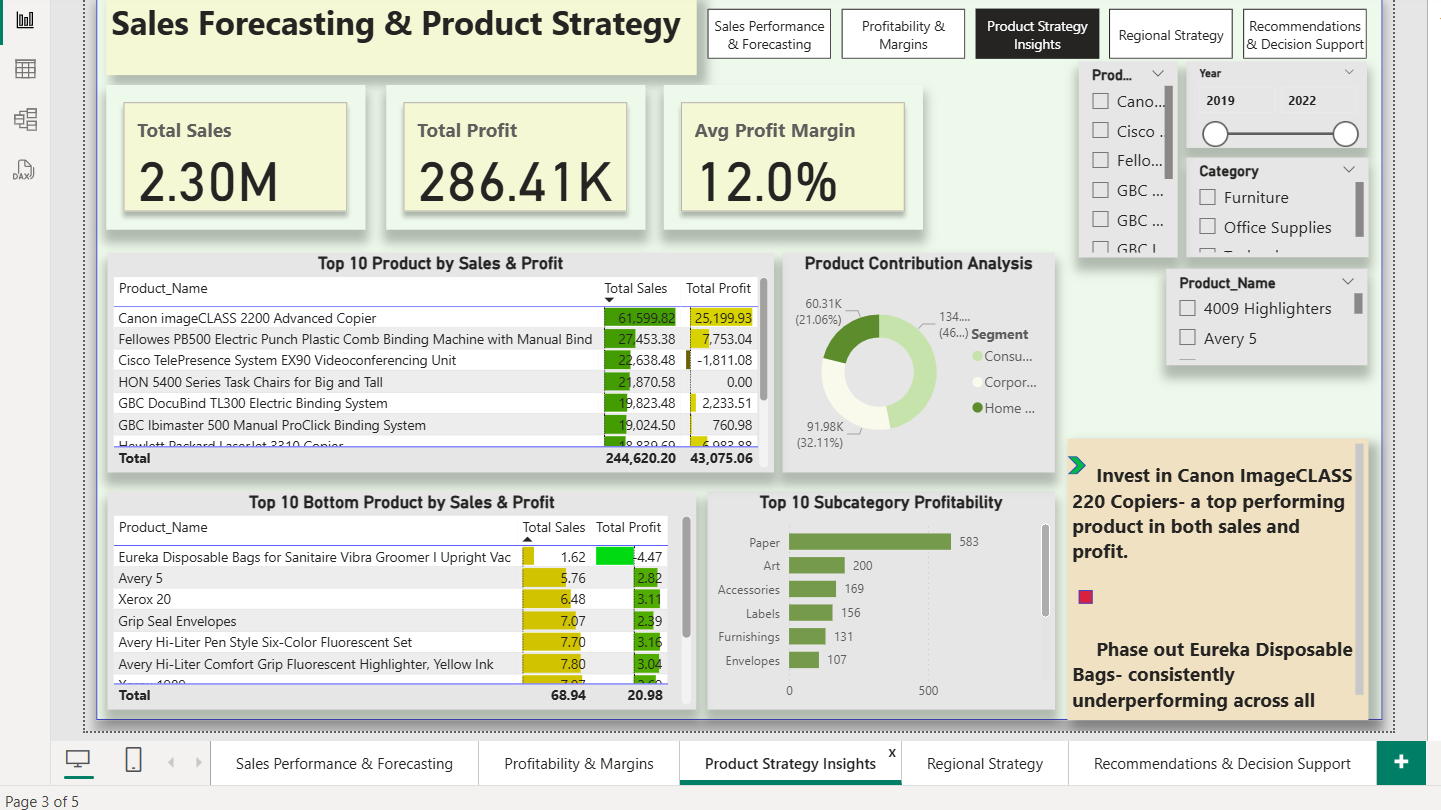 Sales Forecasting & Product Strategy
Sales Performance
& Forecasting
Profitability &
Margins
Product Strategy
Insights
Regional Strategy
Recommendations
& Decision Support
Total Sales
2.30M
Total Profit
286.41K
Avg Profit Margin
12.0%
Prod...
Cano...
Cisco ...
Fello...
GBC ...
GBC ...
Year
2019 2022
Category
Furniture
Office Supplies
Product_Name
4009 Highlighters
Avery 5
Top 10 Product by Sales & Profit
Product_Name Total Sales Total Profit
Canon imageCLASS 2200 Advanced Copier 61,599.82 25,199.93
Fellowes PB500 Electric Punch Plastic Comb Binding Machine with Manual Bind 27,453.38 7,753.04
Cisco TelePresence System EX90 Videoconferencing Unit 22,638.48 -1,811.08
HON 5400 Series Task Chairs for Big and Tall 21,870.58 0.00
GBC DocuBind TL300 Electric Binding System 19,823.48 2,233.51
GBC Ibimaster 500 Manual ProClick Binding System 19,024.50 760.98
Hewlett Packard LaserJet 3310 Copier 18,839.69 6,983.88
Total 244,620.20 43,075.06
Product Contribution Analysis
60.31K
(21.06%)
134....
(46...)
91.98K
(32.11%)
Segment
Consu...
Corpor...
Home ...
Top 10 Bottom Product by Sales & Profit
Product_Name Total Sales Total Profit
Eureka Disposable Bags for Sanitaire Vibra Groomer I Upright Vac 1.62 -4.47
Avery 5 5.76 2.82
Xerox 20 6.48 3.11
Grip Seal Envelopes 7.07 2.39
Avery Hi-Liter Pen Style Six-Color Fluorescent Set 7.70 3.16
Avery Hi-Liter Comfort Grip Fluorescent Highlighter, Yellow Ink 7.80 3.04
Total 68.94 20.98
Top 10 Subcategory Profitability
Paper 583
Art 200
Accessories 169
Labels 156
Furnishings 131
Envelopes 107
0 500
Invest in Canon ImageCLASS
220 Copiers- a top performing
product in both sales and
profit.
Phase out Eureka Disposable
Bags- consistently
underperforming across all
DAX
Sales Performance & Forecasting
Profitability & Margins
Product Strategy Insights x
Regional Strategy
Recommendations & Decision Support
+
Page 3 of 5